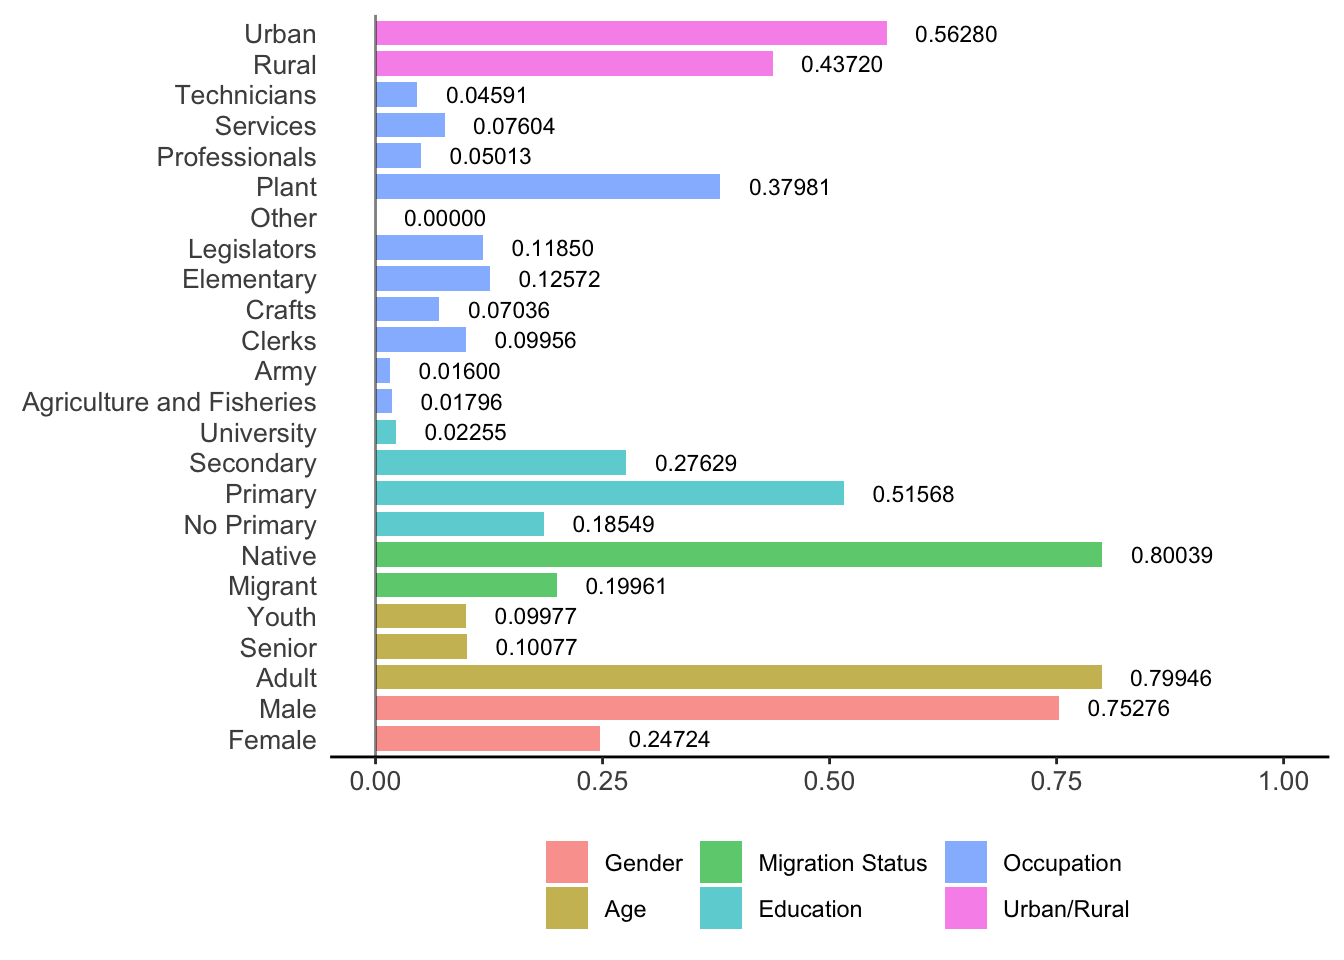 Urban 0.56280
Rural 0.43720
Technicians 0.04591
Services 0.07604
Professionals 0.05013
Plant 0.37981
Other 0.00000
Legislators 0.11850
Elementary 0.12572
Crafts 0.07036
Clerks 0.09956
Army 0.01600
Agriculture and Fisheries 0.01796
University 0.02255
Secondary 0.27629
Primary 0.51568
No Primary 0.18549
Native 0.80039
Migrant 0.19961
Youth 0.09977
Senior 0.10077
Adult 0.79946
Male 0.75276
Female 0.24724
0.00 0.25 0.50 0.75 1.00
Gender Migration Status Occupation
Age Education Urban/Rural